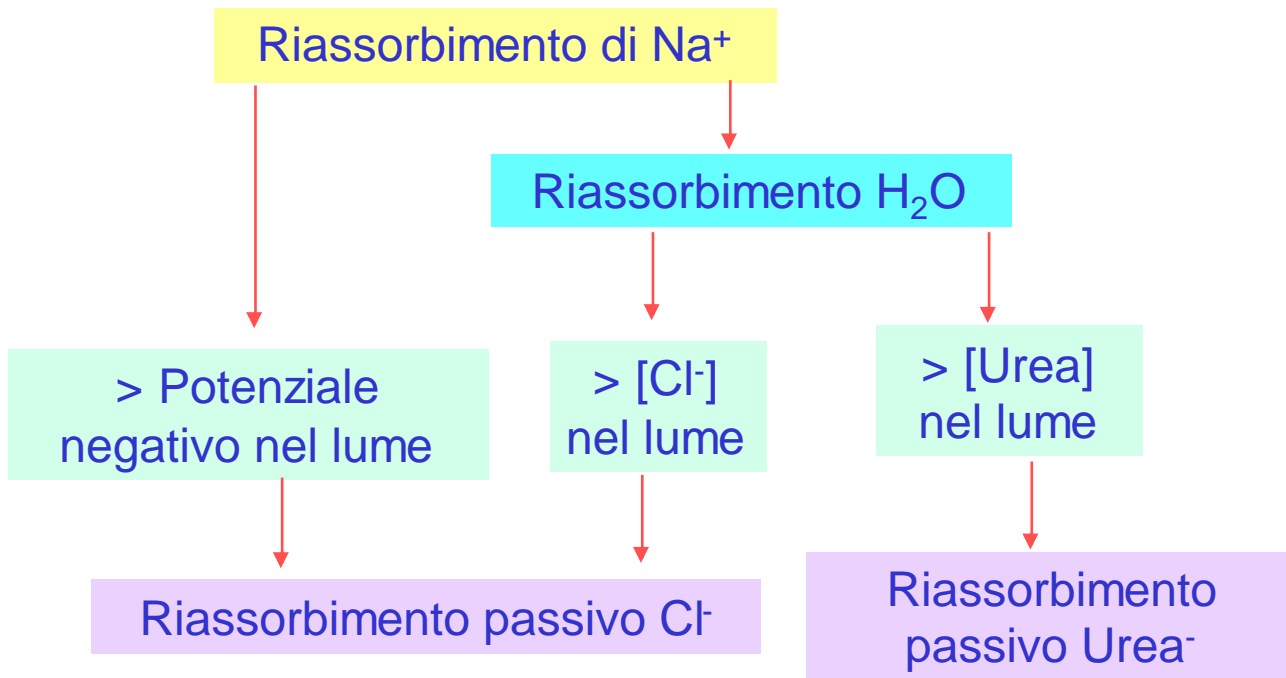 Riassorbimento di Na⁺
Riassorbimento H₂O
> Potenziale
negativo nel lume
> [Cl⁻]
nel lume
> [Urea]
nel lume
Riassorbimento passivo Cl⁻
Riassorbimento
passivo Urea⁻